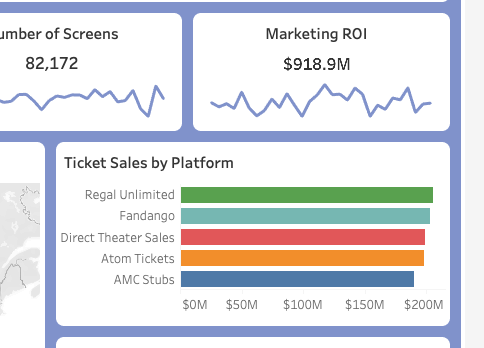 umber of Screens
82,172
Marketing ROI
$918.9M
Ticket Sales by Platform
Regal Unlimited
Fandango
Direct Theater Sales
Atom Tickets
AMC Stubs
$0M $50M $100M $150M $200M